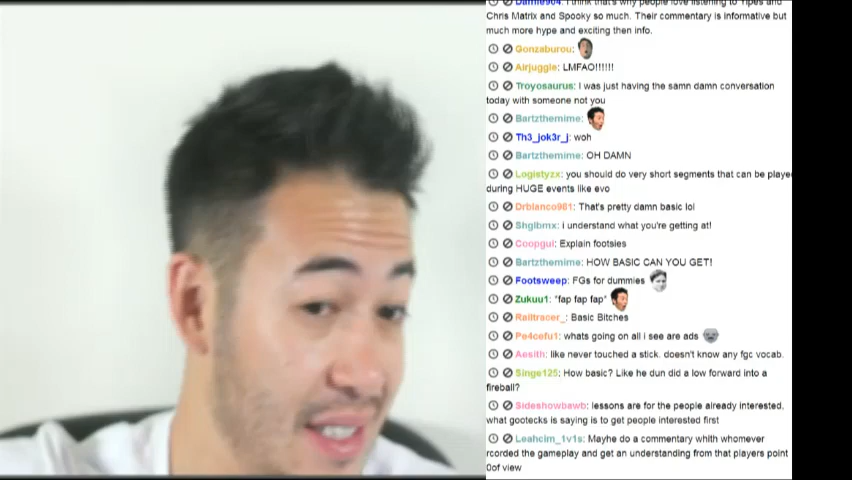 Damie904: I think that's why people love listening to Yipes and
Chris Matrix and Spooky so much. Their commentary is informative but
much more hype and exciting then info.
Gonzaburou:
Airjuggle: LMFAO!!!!!!
Troyosaurus: I was just having the samn damn conversation
today with someone not you
Bartzthemime:
Th3_jok3r_j: woh
Bartzthemime: OH DAMN
Logistyzx: you should do very short segments that can be playe
during HUGE events like evo
Drblanco981: That's pretty damn basic lol
Shglbmx: i understand what you're getting at!
Coopgui: Explain footsies
Bartzthemime: HOW BASIC CAN YOU GET!
Footsweep: FGs for dummies
Zukuu1: *fap fap fap*
Railtracer_: Basic Bitches
Pe4cefu1: whats going on all i see are ads
Aesith: like never touched a stick. doesn't know any fgc vocab.
Singe125: How basic? Like he dun did a low forward into a
fireball?
Sideshowbawb: lessons are for the people already interested.
what gootecks is saying is to get people interested first
Leahcim_1v1s: Mayhe do a commentary whith whomever
rcorded the gameplay and get an understanding from that players point
0of view